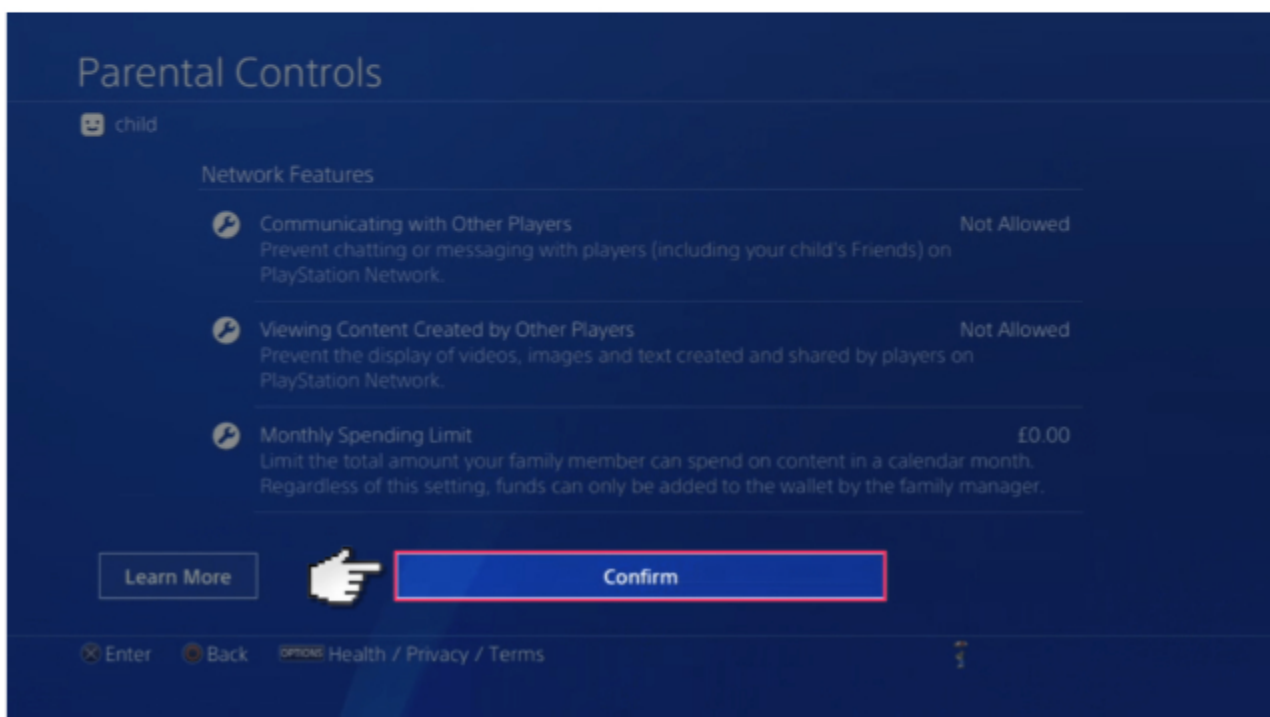 Parental Controls
child
Network Features
Communicating with Other Players Not Allowed
Prevent chatting or messaging with players (including your child's Friends) on
PlayStation Network.
Viewing Content Created by Other Players Not Allowed
Prevent the display of videos, images and text created and shared by players on
PlayStation Network.
Monthly Spending Limit £0.00
Limit the total amount your family member can spend on content in a calendar month.
Regardless of this setting, funds can only be added to the wallet by the family manager.
Learn More Confirm
Enter Back OPTIONS Health / Privacy / Terms